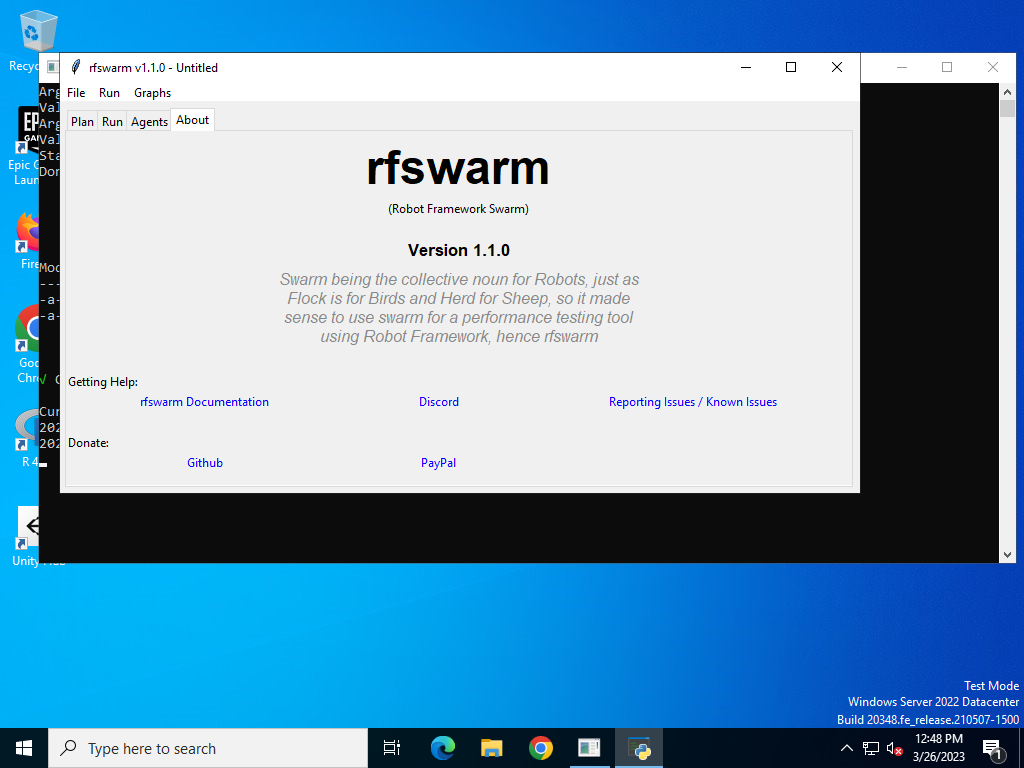 Recyc
rfswarm v1.1.0 - Untitled
File Run Graphs
Plan Run Agents About
rfswarm
(Robot Framework Swarm)
Version 1.1.0
Swarm being the collective noun for Robots, just as
Flock is for Birds and Herd for Sheep, so it made
sense to use swarm for a performance testing tool
using Robot Framework, hence rfswarm
Getting Help:
rfswarm Documentation Discord Reporting Issues / Known Issues
Donate:
Github PayPal
Arg
Val
Arg
Val
Sta
Don
Mod
---
-a-
-a-
√
Cur
202
202
EPIC
GA
Epic G
Laun
Fire
Goo
Chr
R 4
Unity
Test Mode
Windows Server 2022 Datacenter
Build 20348.fe_release.210507-1500
Type here to search
12:48 PM
3/26/2023
1